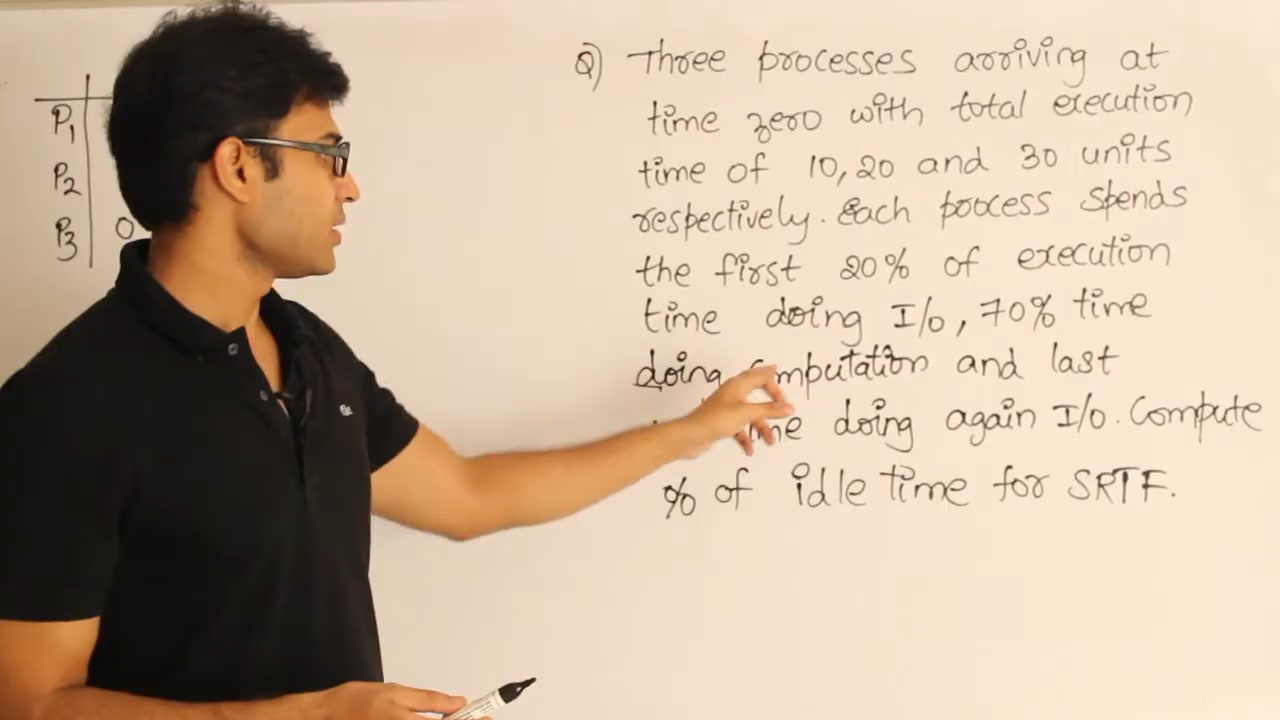 P1
P2
P3 0
Q) Three processes arriving at
time zero with total execution
time of 10, 20 and 30 units
respectively. Each process spends
the first 20% of execution
time doing I/O, 70% time
doing computation and last
doing again I/O. Compute
% of idle time for SRTF.